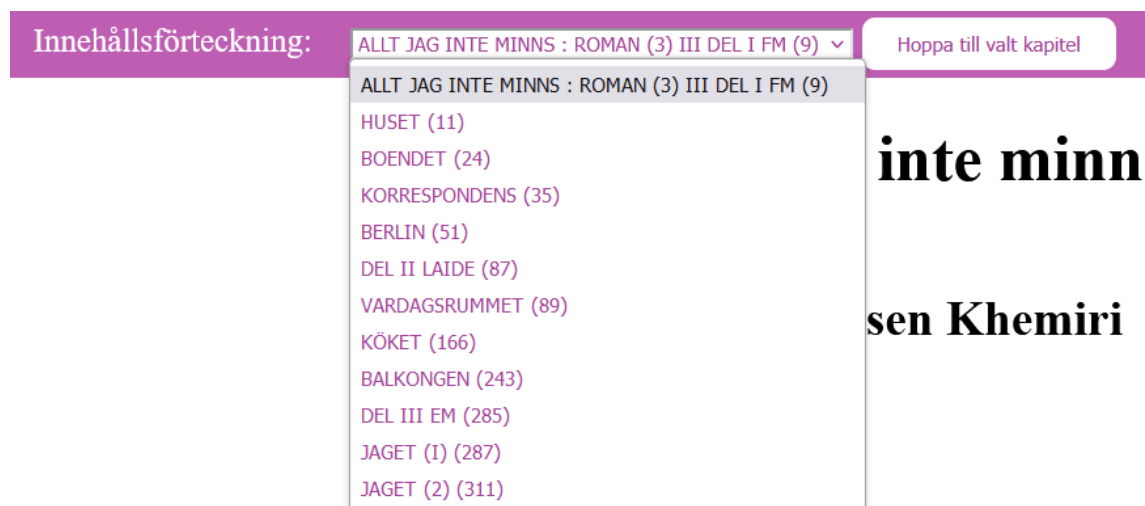 Innehållsförteckning:
ALLT JAG INTE MINNS : ROMAN (3) III DEL I FM (9)
Hoppa till valt kapitel
ALLT JAG INTE MINNS : ROMAN (3) III DEL I FM (9)
HUSET (11)
BOENDET (24)
inte minn
KORRESPONDENS (35)
BERLIN (51)
DEL II LAIDE (87)
VARDAGSRUMMET (89)
sen Khemiri
KÖKET (166)
BALKONGEN (243)
DEL III EM (285)
JAGET (I) (287)
JAGET (2) (311)